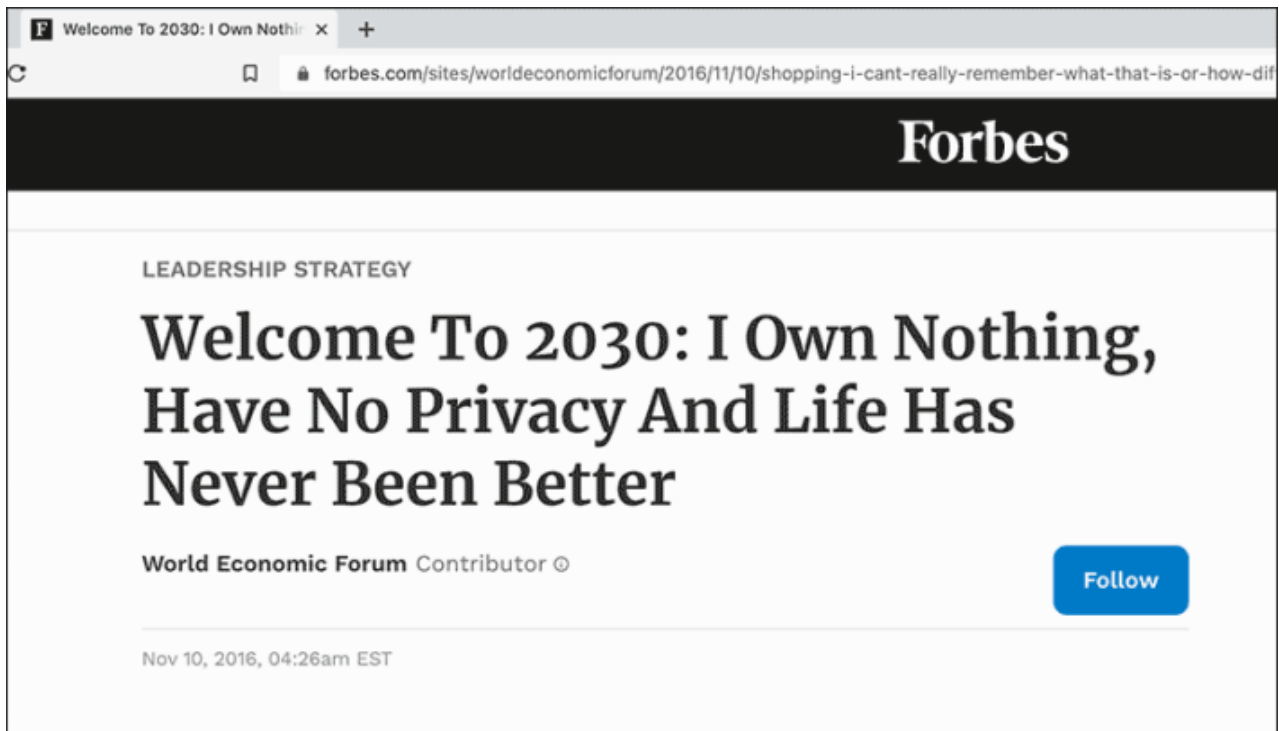 F Welcome To 2030: I Own Nothin
forbes.com/sites/worldeconomicforum/2016/11/10/shopping-i-cant-really-remember-what-that-is-or-how-dif
Forbes
LEADERSHIP STRATEGY
Welcome To 2030: I Own Nothing,
Have No Privacy And Life Has
Never Been Better
World Economic Forum Contributor
Follow
Nov 10, 2016, 04:26am EST